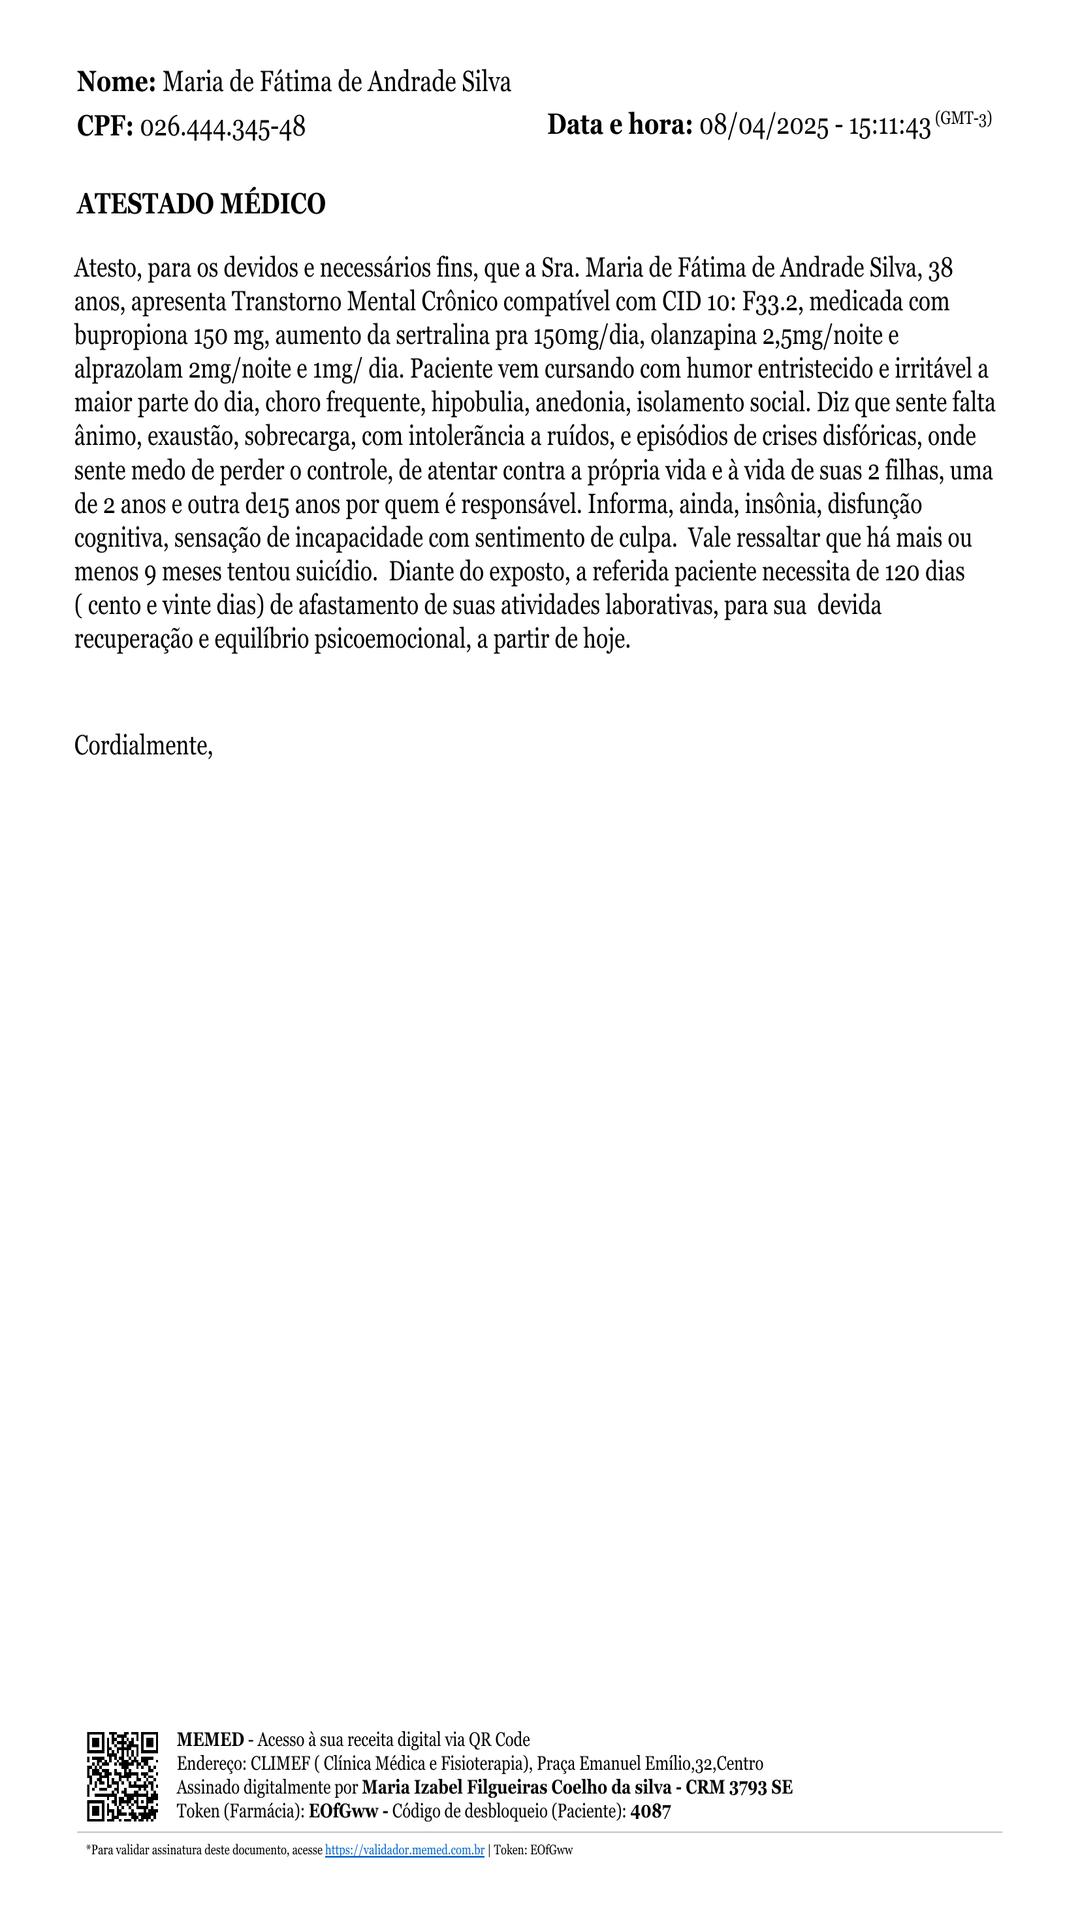 Nome: Maria de Fátima de Andrade Silva
CPF: 026.444.345-48
Data e hora: 08/04/2025 - 15:11:43 (GMT-3)
ATESTADO MÉDICO
Atesto, para os devidos e necessários fins, que a Sra. Maria de Fátima de Andrade Silva, 38
anos, apresenta Transtorno Mental Crônico compatível com CID 10: F33.2, medicada com
bupropiona 150 mg, aumento da sertralina pra 150mg/dia, olanzapina 2,5mg/noite e
alprazolam 2mg/noite e 1mg/ dia. Paciente vem cursando com humor entristecido e irritável a
maior parte do dia, choro frequente, hipobulia, anedonia, isolamento social. Diz que sente falta
ânimo, exaustão, sobrecarga, com intolerãncia a ruídos, e episódios de crises disfóricas, onde
sente medo de perder o controle, de atentar contra a própria vida e à vida de suas 2 filhas, uma
de 2 anos e outra de15 anos por quem é responsável. Informa, ainda, insônia, disfunção
cognitiva, sensação de incapacidade com sentimento de culpa.  Vale ressaltar que há mais ou
menos 9 meses tentou suicídio.  Diante do exposto, a referida paciente necessita de 120 dias
( cento e vinte dias) de afastamento de suas atividades laborativas, para sua  devida
recuperação e equilíbrio psicoemocional, a partir de hoje.
Cordialmente,
MEMED - Acesso à sua receita digital via QR Code
Endereço: CLIMEF ( Clínica Médica e Fisioterapia), Praça Emanuel Emílio,32,Centro
Assinado digitalmente por Maria Izabel Filgueiras Coelho da silva - CRM 3793 SE
Token (Farmácia): EOfGww - Código de desbloqueio (Paciente): 4087
*Para validar assinatura deste documento, acesse https://validador.memed.com.br | Token: EOfGww